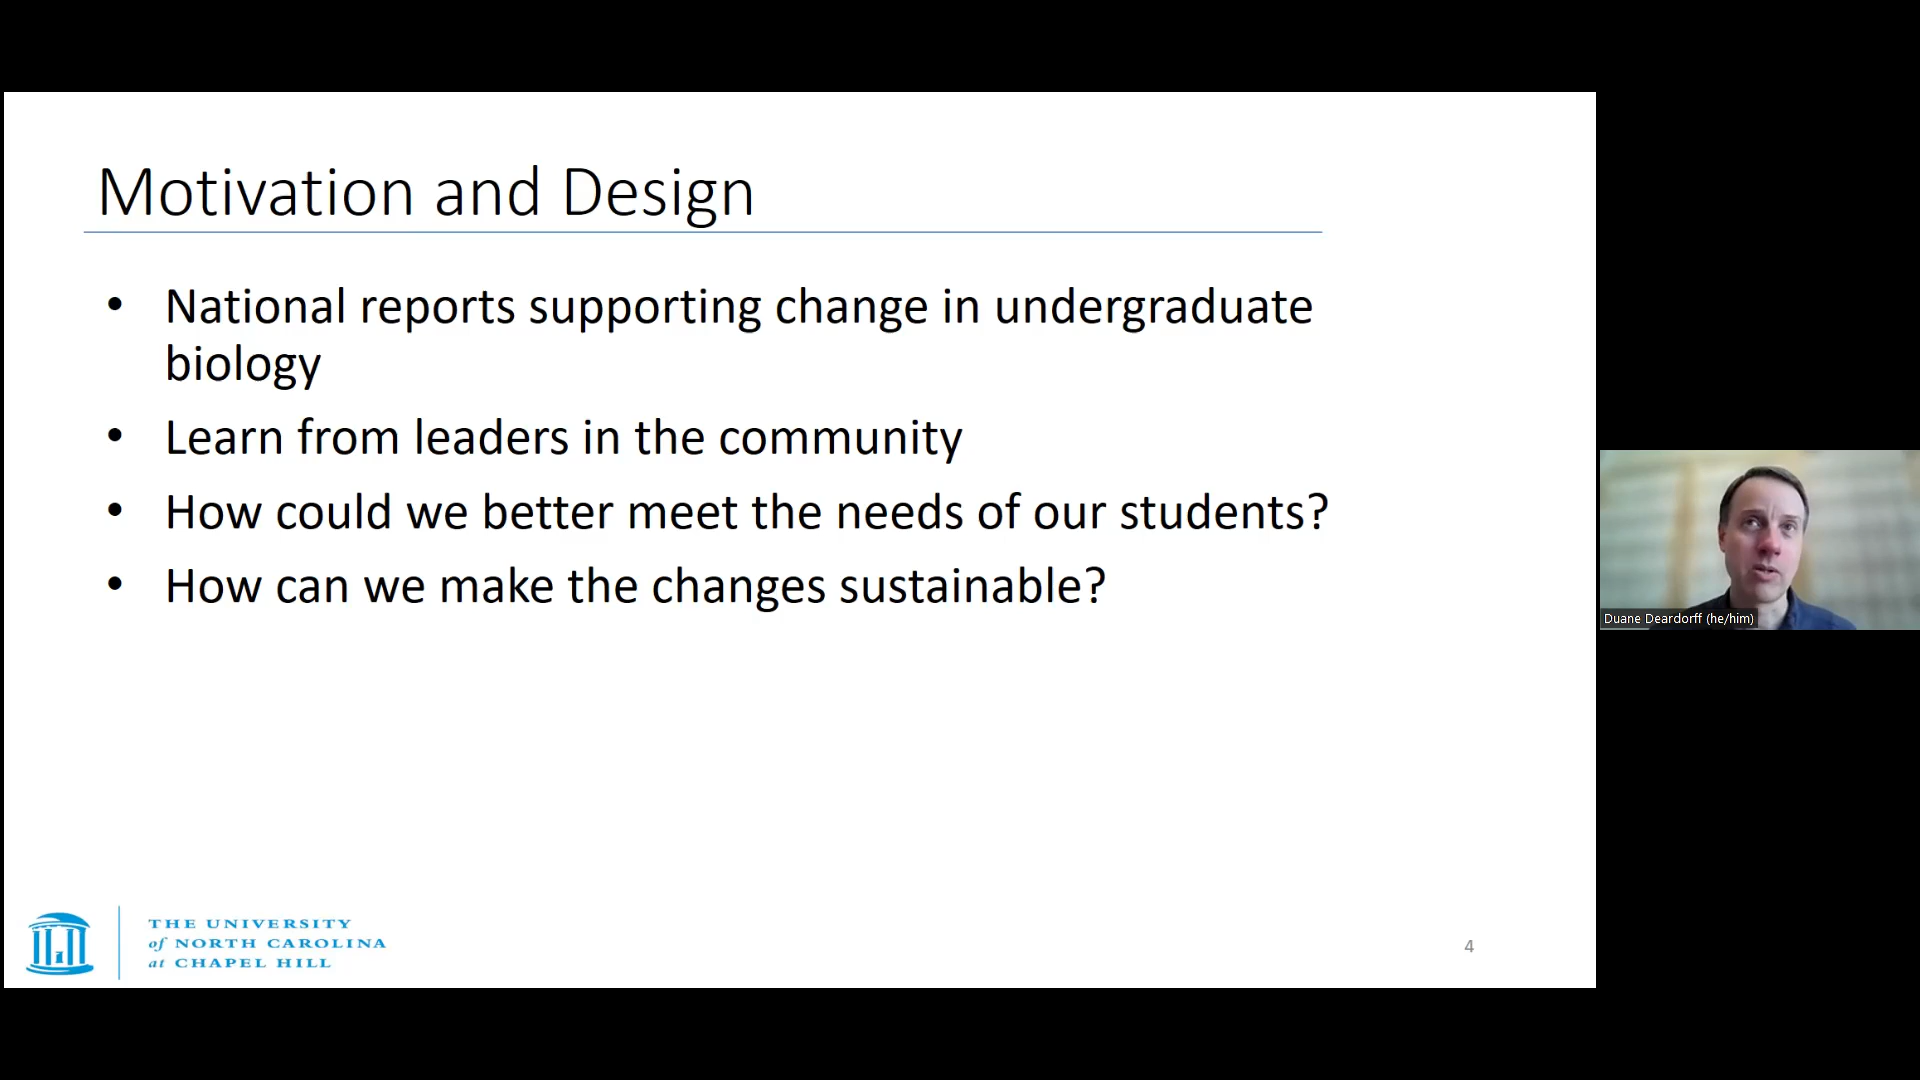 Motivation and Design
• National reports supporting change in undergraduate
biology
• Learn from leaders in the community
• How could we better meet the needs of our students?
• How can we make the changes sustainable?
Duane Deardorff (he/him)
THE UNIVERSITY
of NORTH CAROLINA
at CHAPEL HILL
4